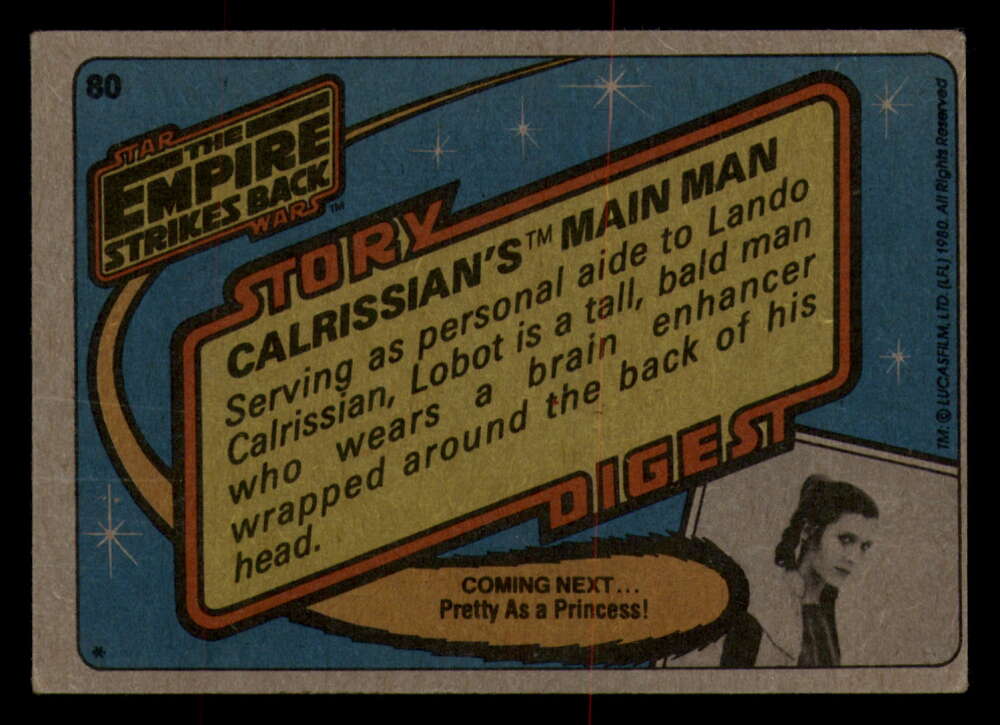 80
STAR
THE
EMPIRE
STRIKES BACK
WARS™
STORY
CALRISSIAN'S™ MAIN MAN
Serving as personal aide to Lando
Calrissian, Lobot is a tall, bald man
who wears a brain enhancer
wrapped around the back of his
head.
DIGEST
COMING NEXT...
Pretty As a Princess!
TM: © LUCASFILM, LTD. (LFL) 1980. All Rights Reserved
*